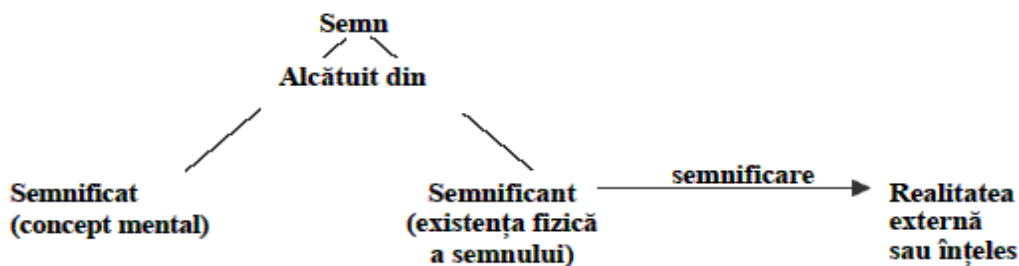 Semn
Alcătuit din
Semnificat
(concept mental)
Semnificant
(existența fizică
a semnului)
semnificare
Realitatea
externă
sau înțeles